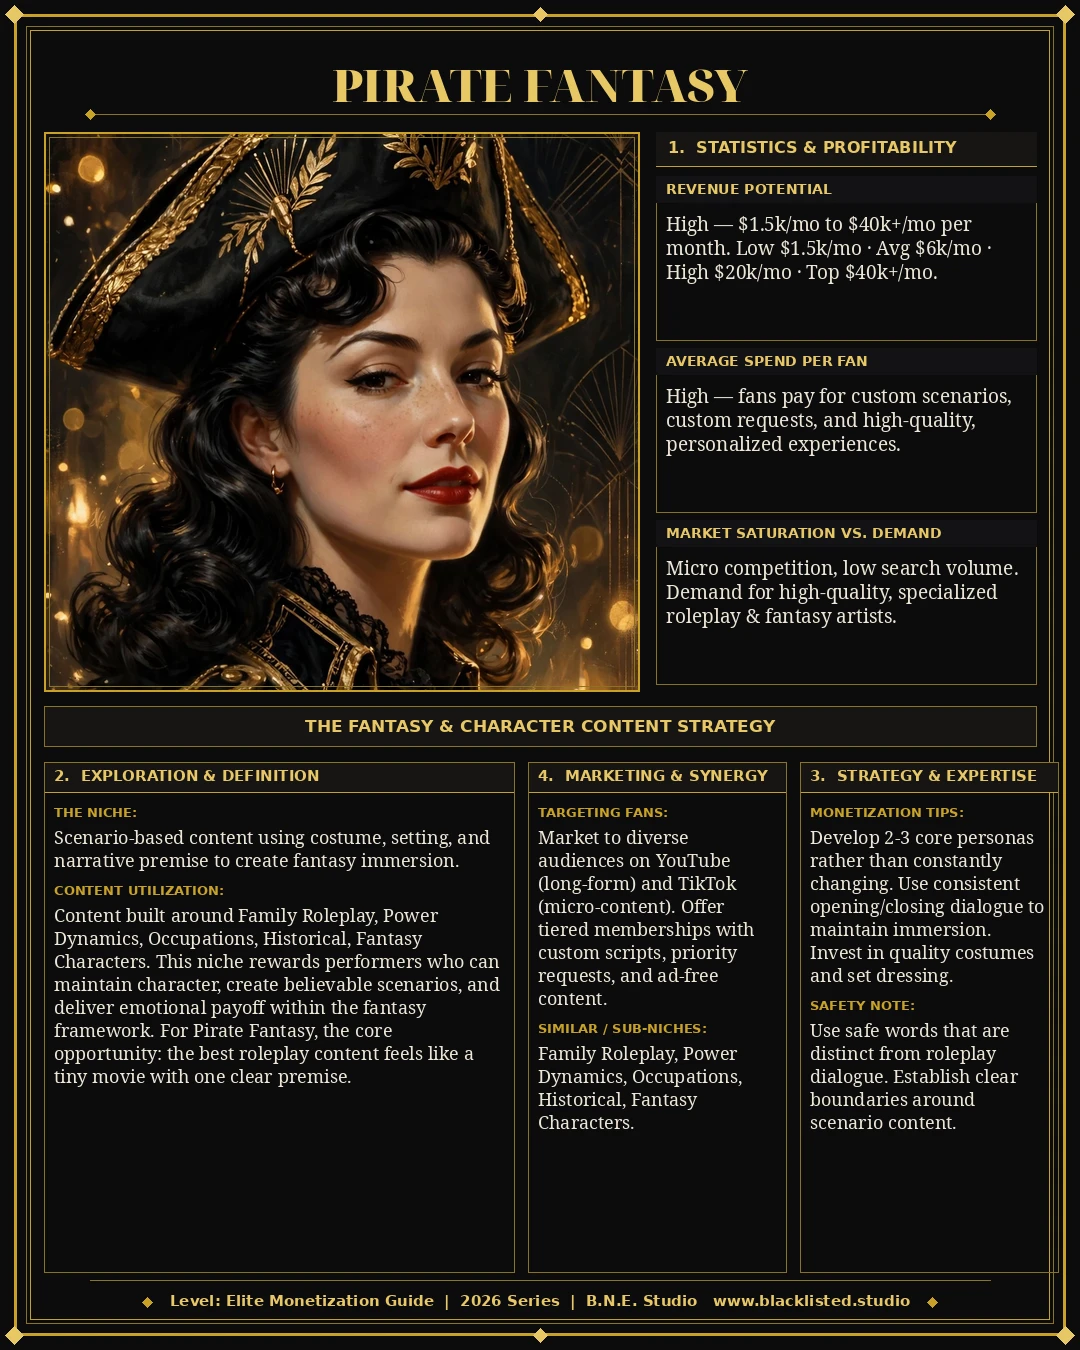 PIRATE FANTASY
1. STATISTICS & PROFITABILITY
REVENUE POTENTIAL
High — $1.5k/mo to $40k+/mo per
month. Low $1.5k/mo · Avg $6k/mo ·
High $20k/mo · Top $40k+/mo.
AVERAGE SPEND PER FAN
High — fans pay for custom scenarios,
custom requests, and high-quality,
personalized experiences.
MARKET SATURATION VS. DEMAND
Micro competition, low search volume.
Demand for high-quality, specialized
roleplay & fantasy artists.
THE FANTASY & CHARACTER CONTENT STRATEGY
2. EXPLORATION & DEFINITION
THE NICHE:
Scenario-based content using costume, setting, and
narrative premise to create fantasy immersion.
CONTENT UTILIZATION:
Content built around Family Roleplay, Power
Dynamics, Occupations, Historical, Fantasy
Characters. This niche rewards performers who can
maintain character, create believable scenarios, and
deliver emotional payoff within the fantasy
framework. For Pirate Fantasy, the core
opportunity: the best roleplay content feels like a
tiny movie with one clear premise.
4. MARKETING & SYNERGY
TARGETING FANS:
Market to diverse
audiences on YouTube
(long-form) and TikTok
(micro-content). Offer
tiered memberships with
custom scripts, priority
requests, and ad-free
content.
SIMILAR / SUB-NICHES:
Family Roleplay, Power
Dynamics, Occupations,
Historical, Fantasy
Characters.
3. STRATEGY & EXPERTISE
MONETIZATION TIPS:
Develop 2-3 core personas
rather than constantly
changing. Use consistent
opening/closing dialogue to
maintain immersion.
Invest in quality costumes
and set dressing.
SAFETY NOTE:
Use safe words that are
distinct from roleplay
dialogue. Establish clear
boundaries around
scenario content.
Level: Elite Monetization Guide | 2026 Series | B.N.E. Studio www.blacklisted.studio